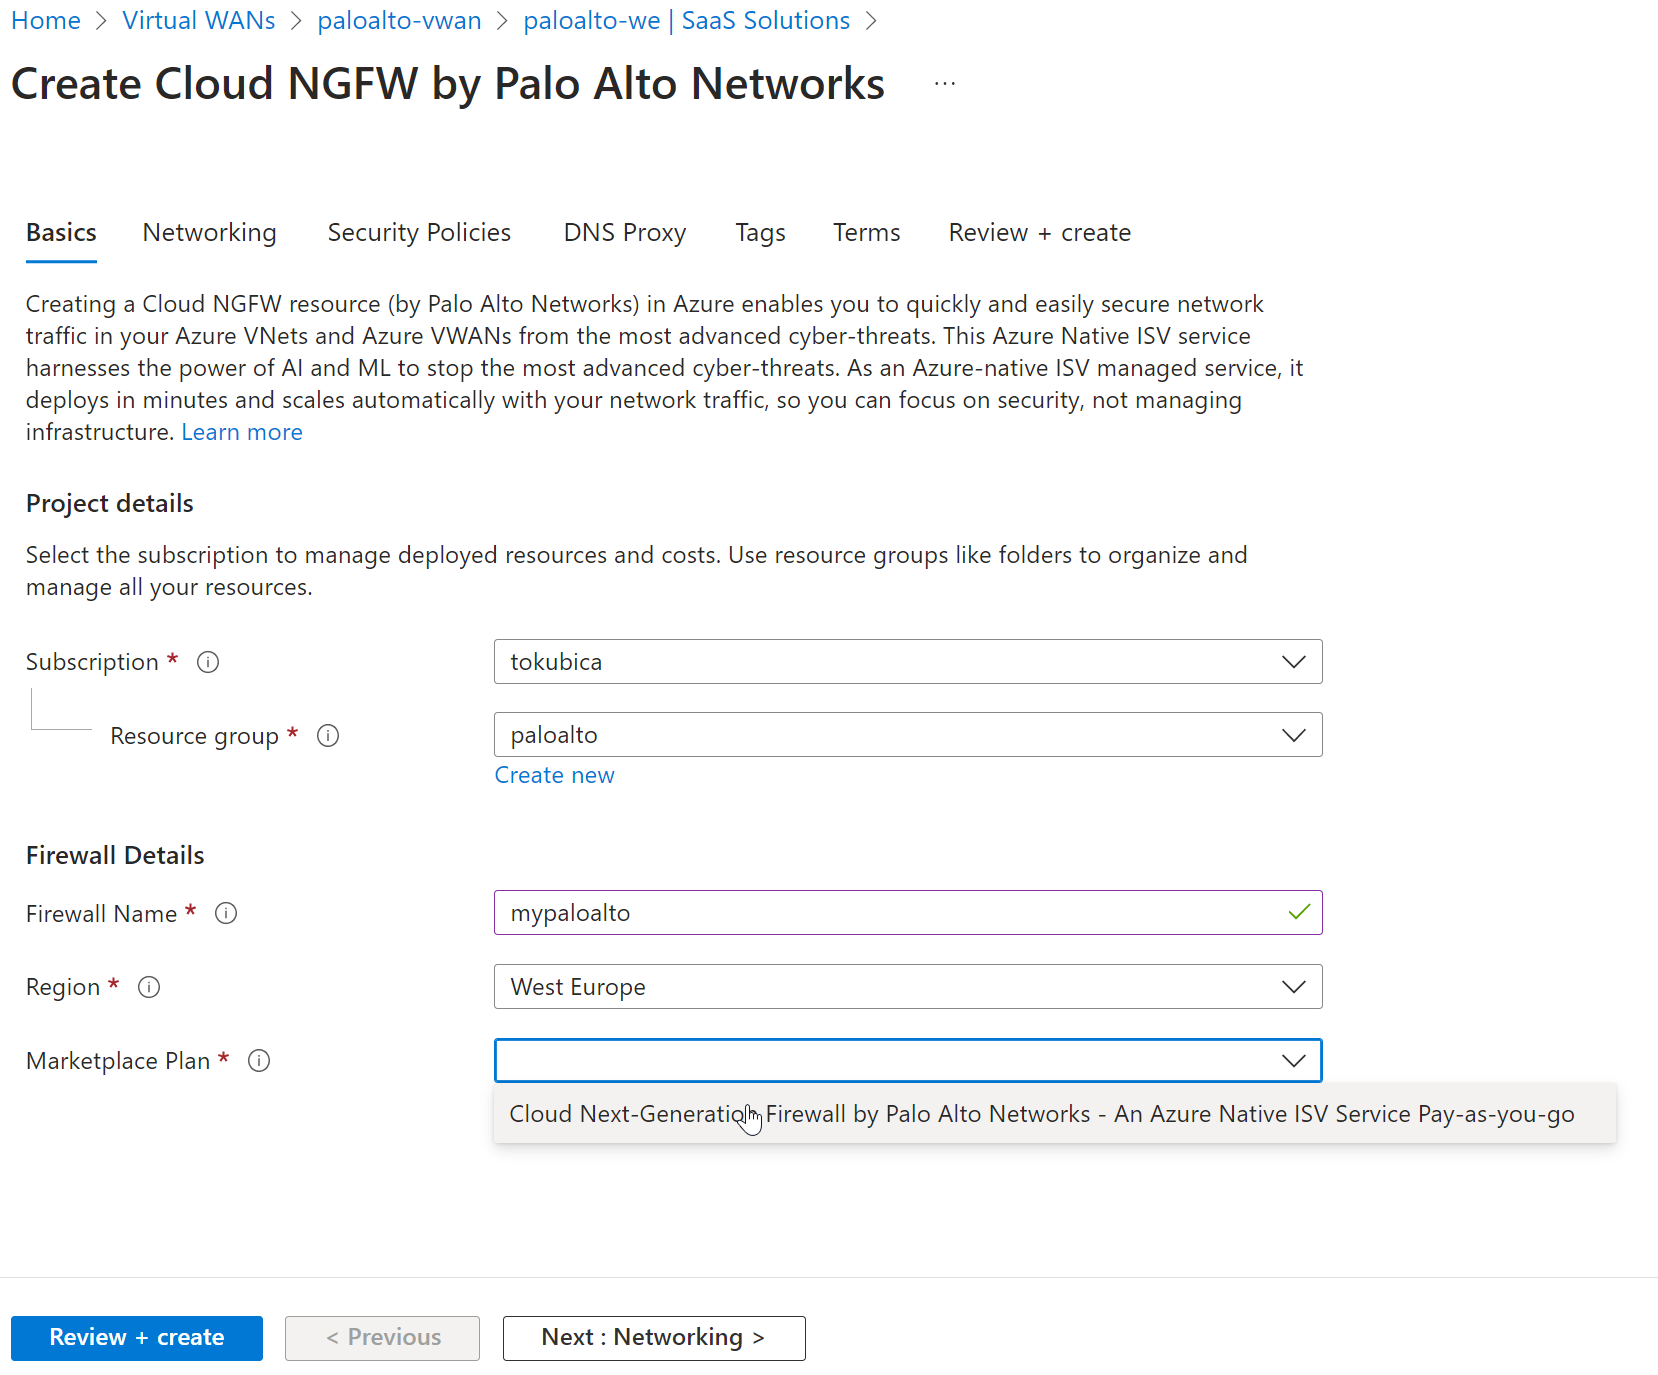 Home > Virtual WANs > paloalto-vwan > paloalto-we | SaaS Solutions >
Create Cloud NGFW by Palo Alto Networks ...
Basics Networking Security Policies DNS Proxy Tags Terms Review + create
Creating a Cloud NGFW resource (by Palo Alto Networks) in Azure enables you to quickly and easily secure network
traffic in your Azure VNets and Azure VWANs from the most advanced cyber-threats. This Azure Native ISV service
harnesses the power of AI and ML to stop the most advanced cyber-threats. As an Azure-native ISV managed service, it
deploys in minutes and scales automatically with your network traffic, so you can focus on security, not managing
infrastructure. Learn more
Project details
Select the subscription to manage deployed resources and costs. Use resource groups like folders to organize and
manage all your resources.
Subscription * tokubica
Resource group * paloalto
Create new
Firewall Details
Firewall Name * mypaloalto
Region * West Europe
Marketplace Plan *
Cloud Next-Generation Firewall by Palo Alto Networks - An Azure Native ISV Service Pay-as-you-go
Review + create < Previous Next : Networking >